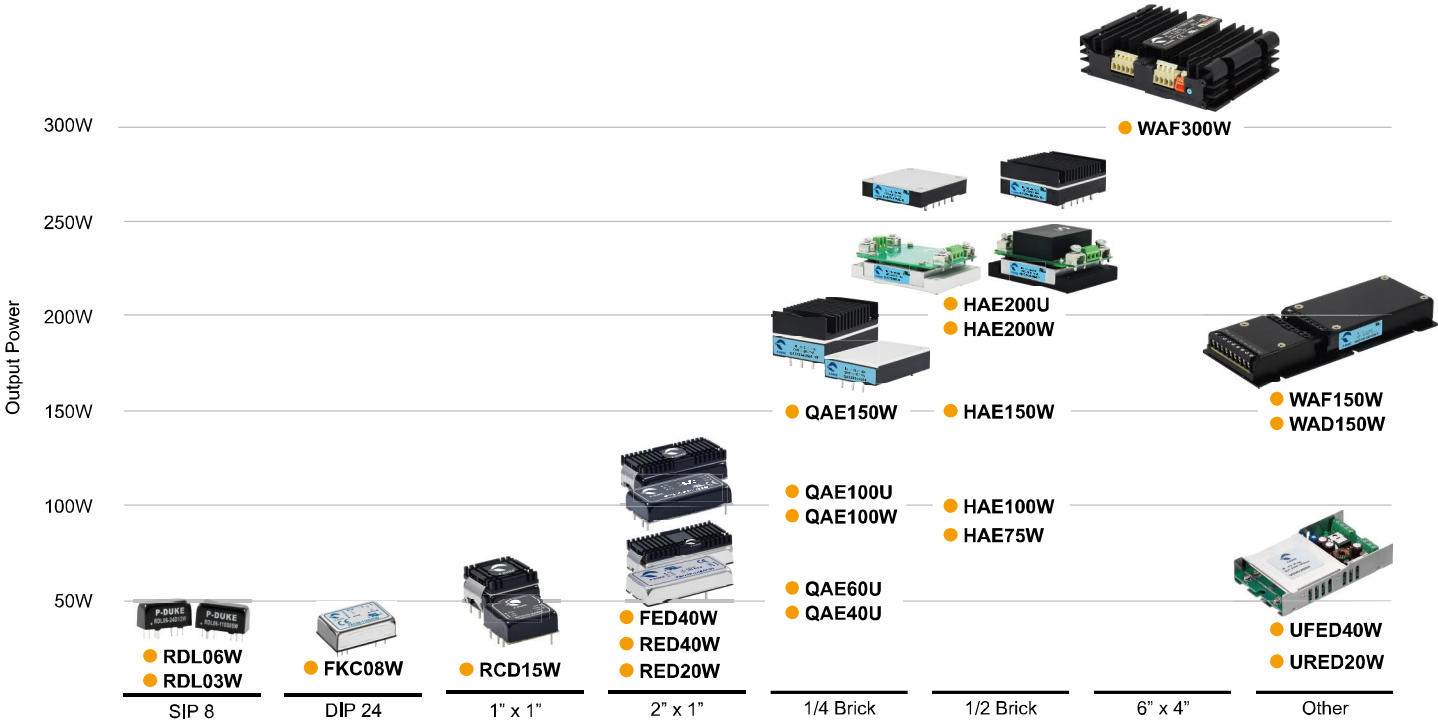 300W
WAF300W
250W
HAE200U
200W
HAE200W
Output Power
WAF150W
150W
QAE150W
HAE150W
WAD150W
QAE100U
100W
HAE100W
QAE100W
HAE75W
QAE60U
50W
QAE40U
P-DUKE
RDL06-24D12W
P-DUKE
FED40W
UFED40W
RDL06W
RED40W
FKC08W
RCD15W
RED20W
URED20W
RDL03W
SIP 8
DIP 24
1” x 1”
2” x 1”
1/4 Brick
1/2 Brick
6” x 4”
Other